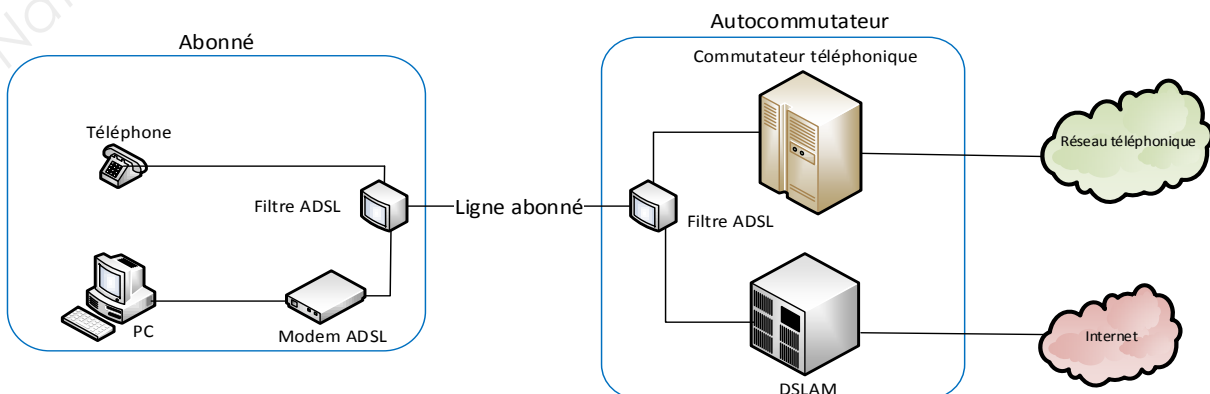 Abonné
Téléphone
Filtre ADSL
PC
Modem ADSL
Ligne abonné
Autocommutateur
Commutateur téléphonique
Filtre ADSL
DSLAM
Réseau téléphonique
Internet